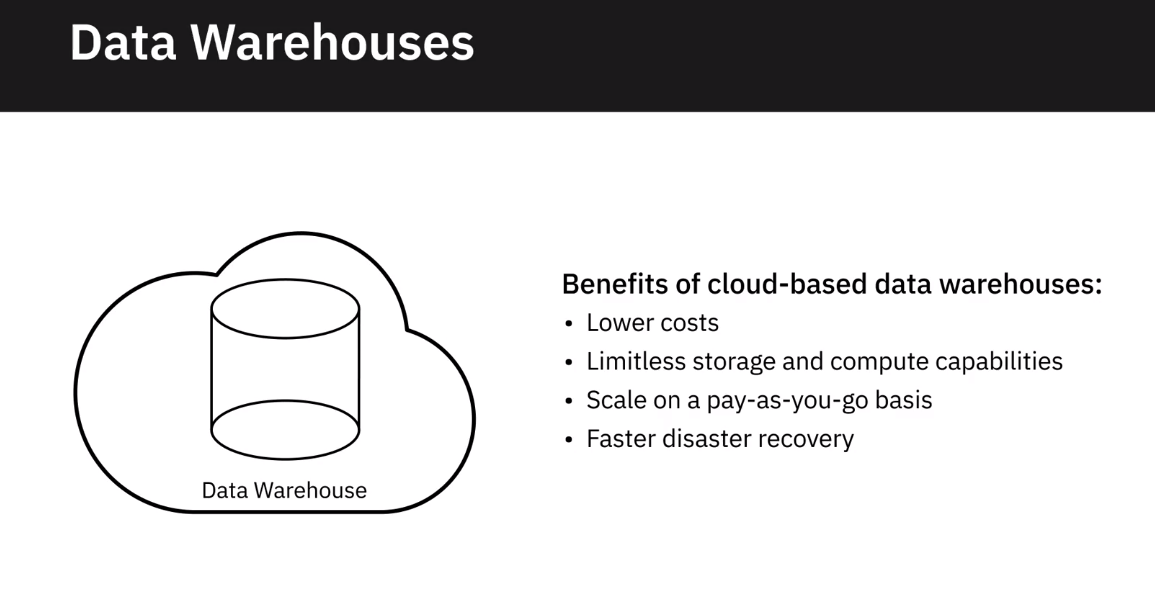 Data Warehouses
Data Warehouse
Benefits of cloud-based data warehouses:
• Lower costs
• Limitless storage and compute capabilities
• Scale on a pay-as-you-go basis
• Faster disaster recovery